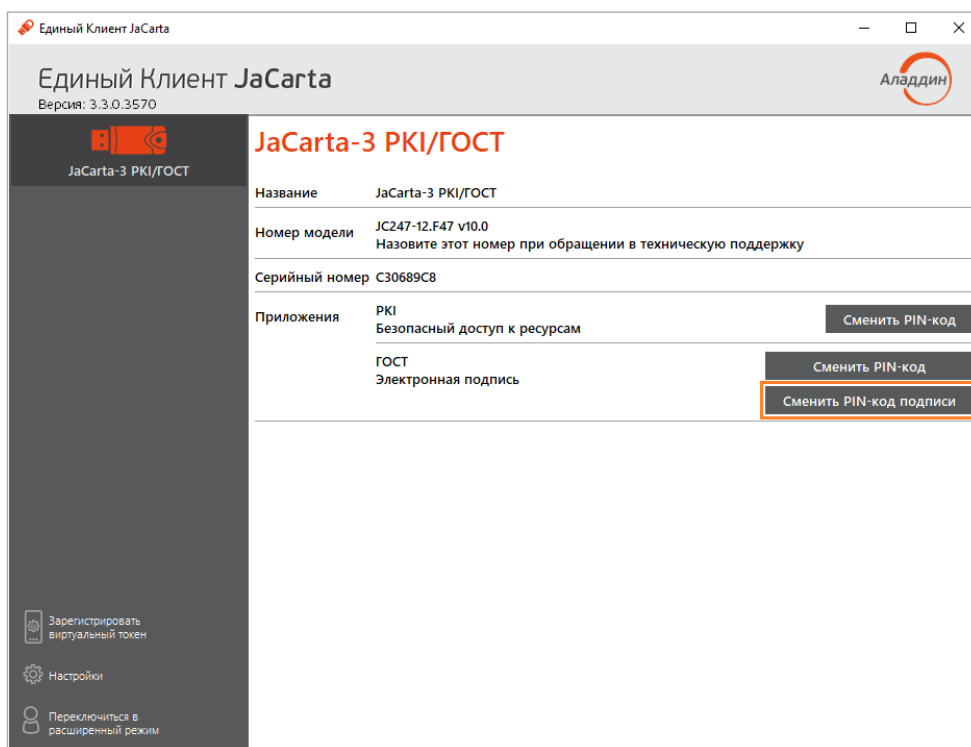 Единый Клиент JaCarta
Единый Клиент JaCarta
Версия: 3.3.0.3570
Аладдин
JaCarta-3 PKI/ГОСТ
JaCarta-3 PKI/ГОСТ
Название JaCarta-3 PKI/ГОСТ
Номер модели JC247-12.F47 v10.0
Назовите этот номер при обращении в техническую поддержку
Серийный номер C30689C8
Приложения PKI
Безопасный доступ к ресурсам
Сменить PIN-код
ГОСТ
Электронная подпись
Сменить PIN-код
Сменить PIN-код подписи
Зарегистрировать
виртуальный токен
Настройки
Переключиться в
расширенный режим